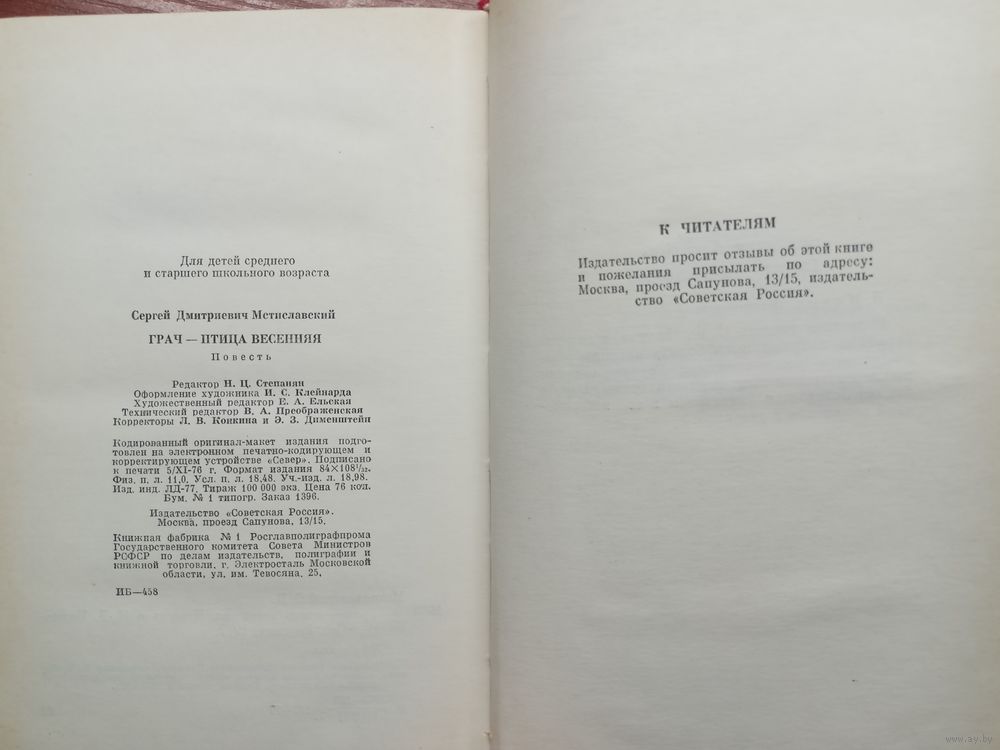 Для детей среднего
и старшего школьного возраста
Сергей Дмитриевич Мстиславский
ГРАЧ — ПТИЦА ВЕСЕННЯЯ
Повесть
Редактор Н. Ц. Степанян
Оформление художника И. С. Клейнарда
Художественный редактор Е. А. Ельская
Технический редактор В. А. Преображенская
Корректоры Л. В. Конкина и Э. З. Дименштейн
Кодированный оригинал-макет издания подго-
товлен на электронном печатно-кодирующем и
корректирующем устройстве «Север». Подписано
к печати 5/XI-76 г. Формат издания 84×108¹/₃₂.
Физ. п. л. 11,0. Усл. п. л. 18,48. Уч.-изд. л. 18,98.
Изд. инд. ЛД-77. Тираж 100 000 экз. Цена 76 коп.
Бум. № 1 типогр. Заказ 1396.
Издательство «Советская Россия».
Москва, проезд Сапунова, 13/15.
Книжная фабрика № 1 Росглавполиграфпрома
Государственного комитета Совета Министров
РСФСР по делам издательств, полиграфии и
книжной торговли, г. Электросталь Московской
области, ул. им. Тевосяна, 25.
ИБ—458
К ЧИТАТЕЛЯМ
Издательство просит отзывы об этой книге
и пожелания присылать по адресу:
Москва, проезд Сапунова, 13/15, издатель-
ство «Советская Россия».
www.ay.by